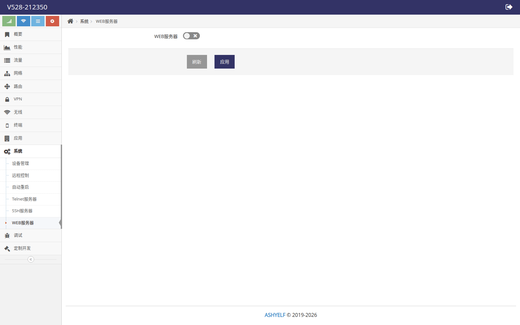 V528-212350
系统
WEB服务器
WEB服务器
刷新
应用
概要
性能
流量
网络
路由
VPN
无线
终端
应用
系统
设备管理
远程控制
自动重启
Telnet服务器
SSH服务器
WEB服务器
调试
定制开发
ASHYELF © 2019-2026